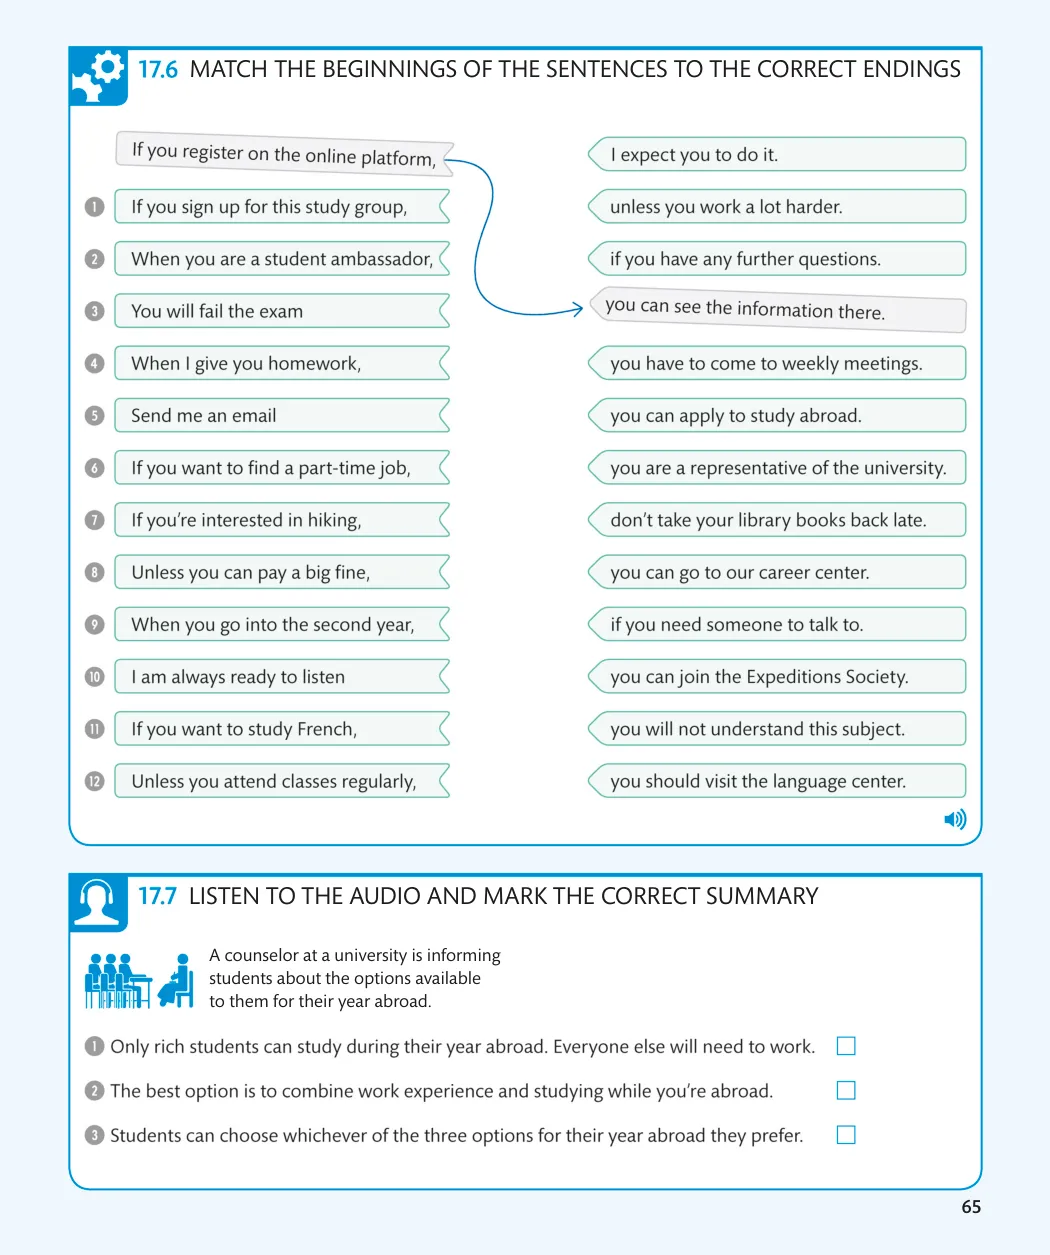 17.6 MATCH THE BEGINNINGS OF THE SENTENCES TO THE CORRECT ENDINGS
If you register on the online platform,
I expect you to do it.
1 If you sign up for this study group,
unless you work a lot harder.
2 When you are a student ambassador,
if you have any further questions.
3 You will fail the exam
you can see the information there.
4 When I give you homework,
you have to come to weekly meetings.
5 Send me an email
you can apply to study abroad.
6 If you want to find a part-time job,
you are a representative of the university.
7 If you’re interested in hiking,
don’t take your library books back late.
8 Unless you can pay a big fine,
you can go to our career center.
9 When you go into the second year,
if you need someone to talk to.
10 I am always ready to listen
you can join the Expeditions Society.
11 If you want to study French,
you will not understand this subject.
12 Unless you attend classes regularly,
you should visit the language center.
17.7 LISTEN TO THE AUDIO AND MARK THE CORRECT SUMMARY
A counselor at a university is informing
students about the options available
to them for their year abroad.
1 Only rich students can study during their year abroad. Everyone else will need to work.
2 The best option is to combine work experience and studying while you’re abroad.
3 Students can choose whichever of the three options for their year abroad they prefer.
65